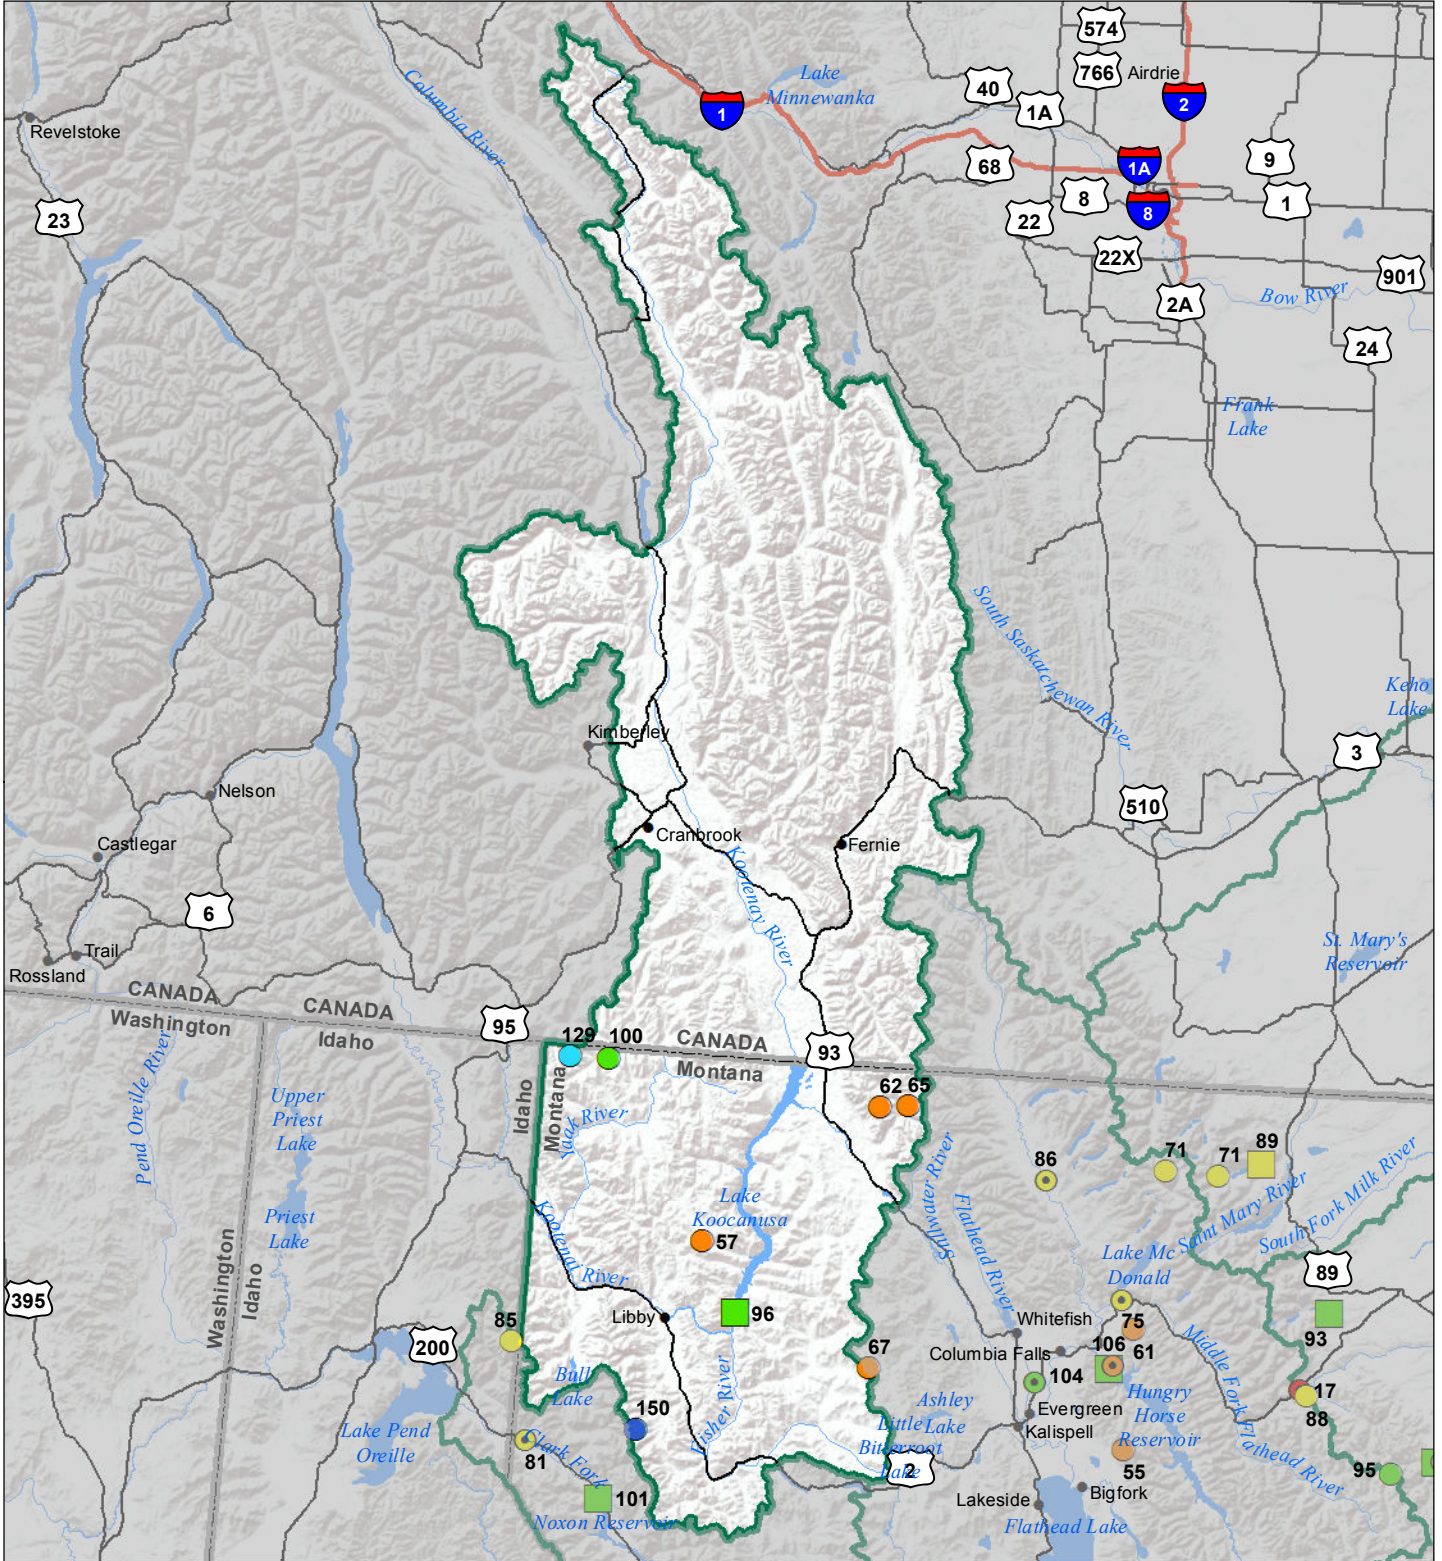 574
766
Airdrie
40
1A
2
Lake
Minnewanka
1
Columbia River
Revelstoke
68
1A
9
8
8
1
22
23
22X
901
Bow River
2A
24
Frank
Lake
South Saskatchewan River
Keho
Lake
3
Kimberley
Nelson
510
Cranbrook
Castlegar
Fernie
Kootenay River
6
Trail
Rossland
St. Mary's
Reservoir
CANADA
CANADA
Washington
Idaho
95
129
100
CANADA
Montana
93
Pend Oreille River
Upper
Priest
Lake
Idaho
Montana
Yaak River
62
65
Stillwater River
Flathead River
86
71
71
89
Saint Mary River
South Fork Milk River
Priest
Lake
Washington
Idaho
Lake
Koocanusa
57
Kootenai River
Lake Mc
Donald
89
395
96
Libby
Whitefish
75
93
85
200
Columbia Falls
106
61
67
104
Middle Fork Flathead River
Bull
Lake
Fisher River
Ashley
Lake
Hungry
Horse
Reservoir
17
88
150
Evergreen
Little
Bitterroot
Lake
Kalispell
Lake Pend
Oreille
Clark Fork
81
2
55
95
101
Noxon Reservoir
Bigfork
Lakeside
Flathead Lake